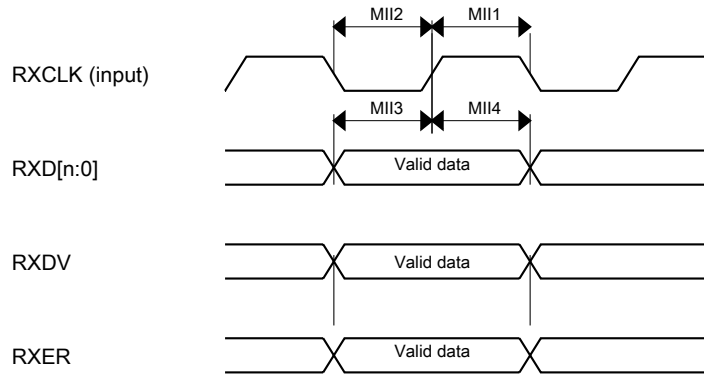 MII2 MII1
RXCLK (input)
MII3 MII4
RXD[n:0] Valid data
RXDV Valid data
RXER Valid data